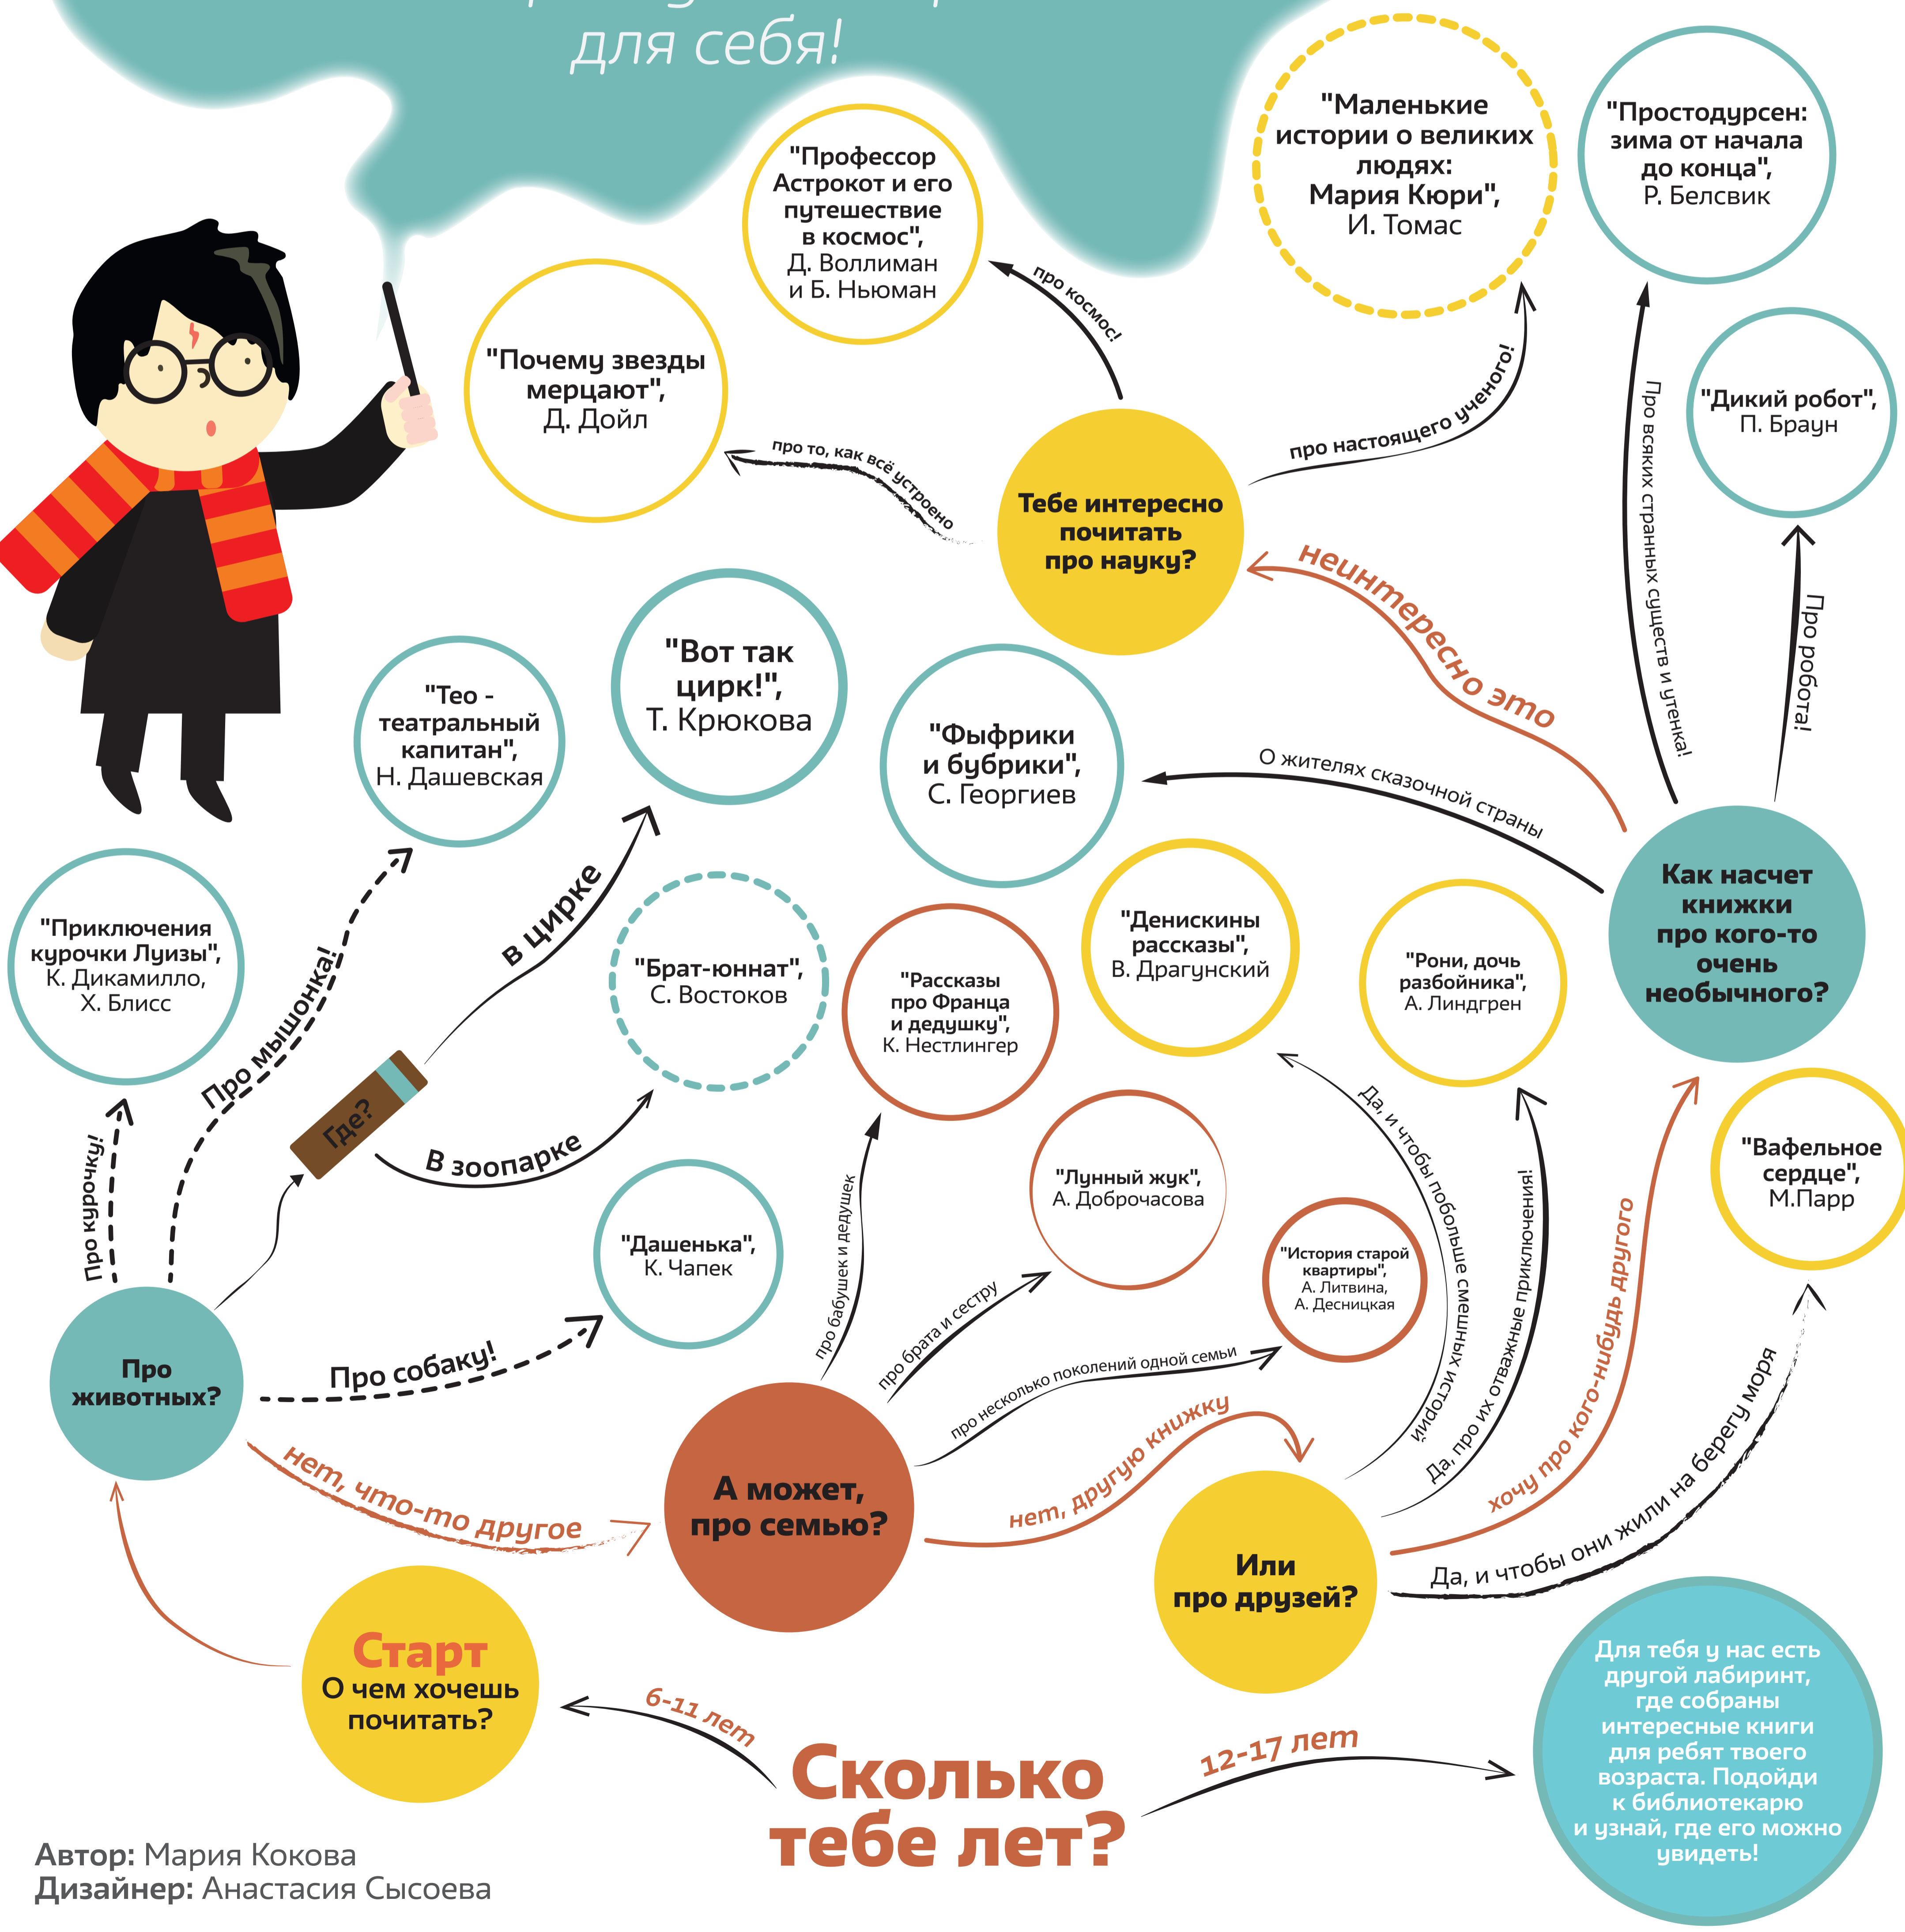 для себя!
"Маленькие
истории о великих
людях:
Мария Кюри",
И. Томас
"Простодурсен:
зима от начала
до конца",
Р. Белсвик
"Профессор
Астрокот и его
путешествие
в космос",
Д. Воллиман
и Б. Ньюман
про космос!
"Почему звезды
мерцают",
Д. Дойл
про то, как всё устроено
про настоящего ученого!
Про всяких странных существ и утенка!
"Дикий робот",
П. Браун
Про робота!
Тебе интересно
почитать
про науку?
неинтересно это
"Вот так
цирк!",
Т. Крюкова
"Тео -
театральный
капитан",
Н. Дашевская
"Фыфрики
и бубрики",
С. Георгиев
О жителях сказочной страны
Как насчет
книжки
про кого-то
очень
необычного?
"Приключения
курочки Луизы",
К. Дикамилло,
Х. Блисс
Про мышонка!
в цирке
"Брат-юннат",
С. Востоков
"Рассказы
про Франца
и дедушку",
К. Нестлингер
"Денискины
рассказы",
В. Драгунский
"Рони, дочь
разбойника",
А. Линдгрен
Где?
В зоопарке
Про курочку!
"Дашенька",
К. Чапек
про бабушек и дедушек
"Лунный жук",
А. Доброчасова
про брата и сестру
"История старой
квартиры",
А. Литвина,
А. Десницкая
про несколько поколений одной семьи
Да, и чтобы побольше смешных историй
Да, про их отважные приключения!
хочу про кого-нибудь другого
"Вафельное
сердце",
М.Парр
Про
животных?
Про собаку!
нет, что-то другое
А может,
про семью?
нет, другую книжку
Или
про друзей?
Да, и чтобы они жили на берегу моря
Старт
О чем хочешь
почитать?
6-11 лет
Сколько
тебе лет?
12-17 лет
Для тебя у нас есть
другой лабиринт,
где собраны
интересные книги
для ребят твоего
возраста. Подойди
к библиотекарю
и узнай, где его можно
увидеть!
Автор: Мария Кокова
Дизайнер: Анастасия Сысоева